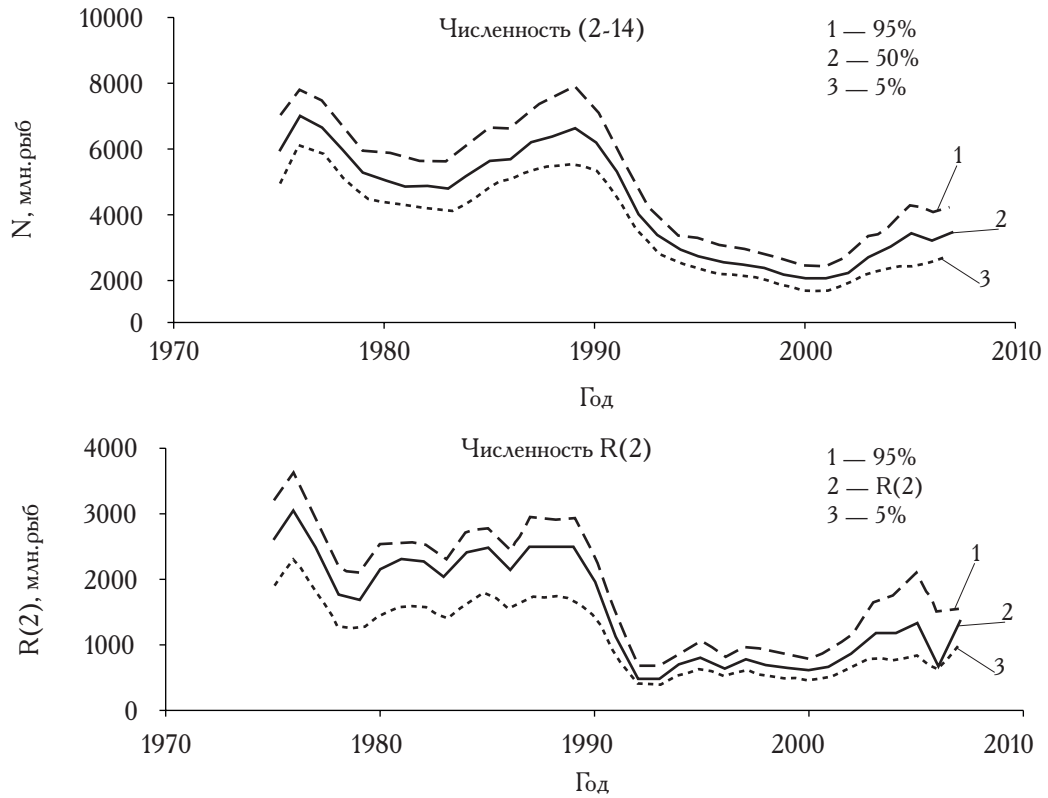 Численность (2-14)
1 — 95%
2 — 50%
3 — 5%
N, млн.рыб
10000
8000
6000
4000
2000
0
1
2
3
1970
1980
1990
2000
2010
Год
Численность R(2)
1 — 95%
2 — R(2)
3 — 5%
R(2), млн.рыб
4000
3000
2000
1000
0
1
2
3
1970
1980
1990
2000
2010
Год